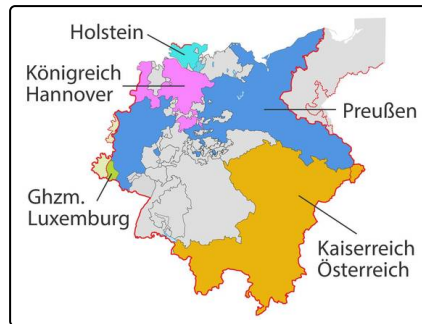 Holstein
Königreich
Hannover
Preußen
Ghzm.
Luxemburg
Kaiserreich
Österreich